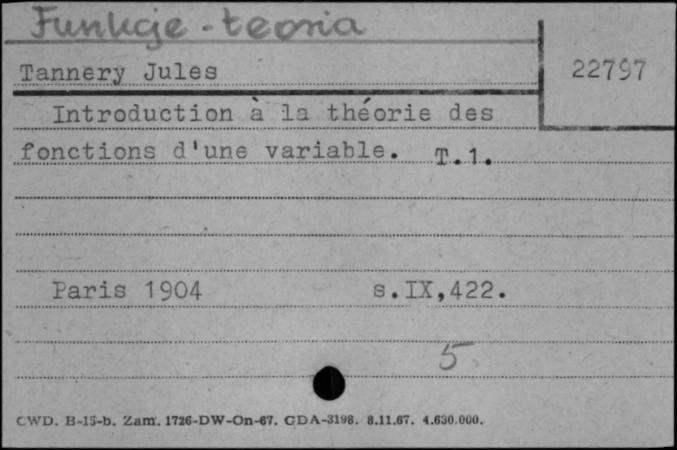 Funkcje - teoria
Tannery Jules
22797
Introduction à la théorie des
fonctions d'une variable. T.1.
Paris 1904 s.IX,422.
5
CWD. B-15-b. Zam. 1726-DW-On-67. GDA-3198. 8.11.67. 4.630.000.